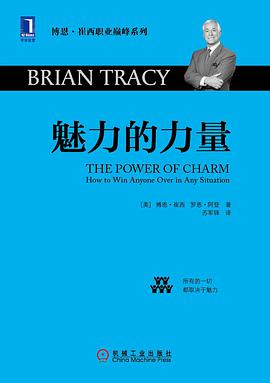 博恩·崔西职业巅峰系列
BRIAN TRACY
魅力的力量
THE POWER OF CHARM
How to Win Anyone Over in Any Situation
[美] 博恩·崔西 罗恩·阿登 著
苏军锋 译
所有的一切
都取决于魅力
机械工业出版社
China Machine Press